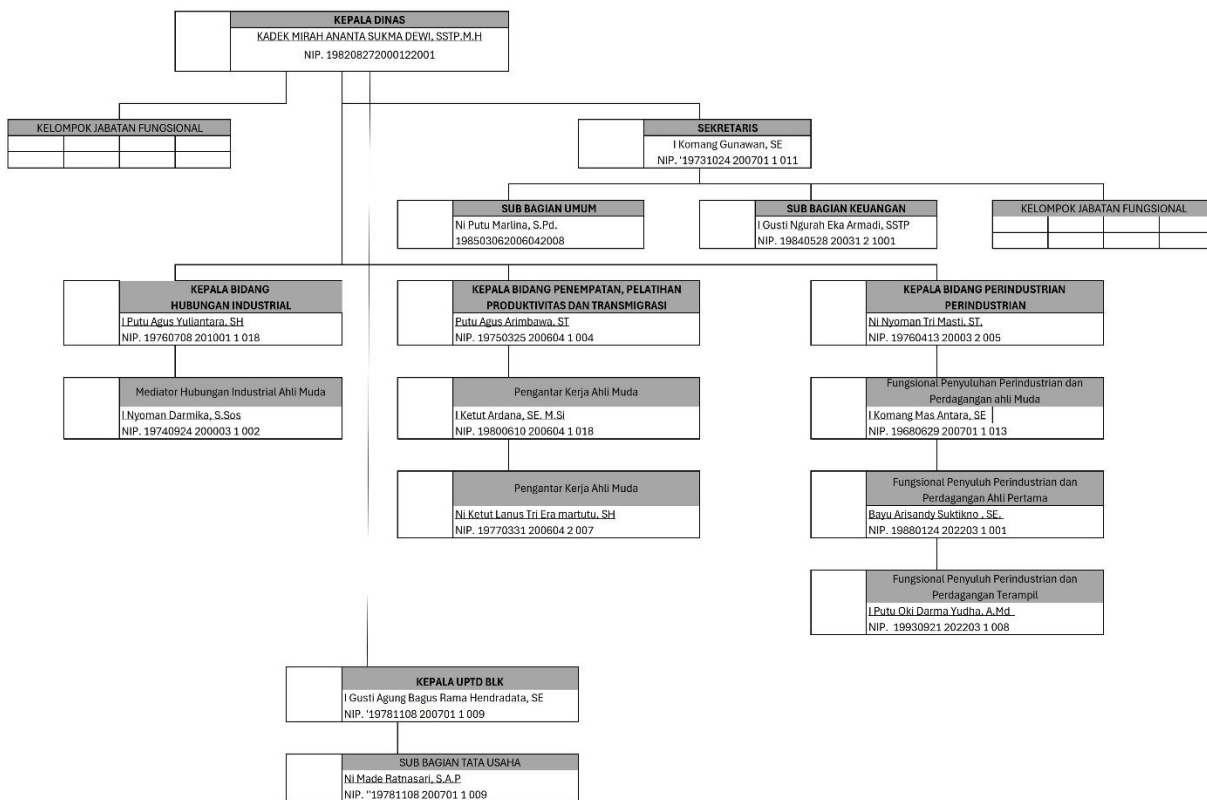 KEPALA DINAS
KADEK MIRAH ANANTA SUKMA DEWI, SSTP.M.H
NIP. 198208272000122001
KELOMPOK JABATAN FUNGSIONAL
SEKRETARIS
I Komang Gunawan, SE
NIP. '19731024 200701 1 011
SUB BAGIAN UMUM
Ni Putu Marlina, S.Pd.
198503062006042008
SUB BAGIAN KEUANGAN
I Gusti Ngurah Eka Armadi, SSTP
NIP. 19840528 20031 2 1001
KELOMPOK JABATAN FUNGSIONAL
KEPALA BIDANG
HUBUNGAN INDUSTRIAL
I Putu Agus Yuliantara, SH
NIP. 19760708 201001 1 018
KEPALA BIDANG PENEMPATAN, PELATIHAN
PRODUKTIVITAS DAN TRANSMIGRASI
Putu Agus Arimbawa, ST
NIP. 19750325 200604 1 004
KEPALA BIDANG PERINDUSTRIAN
PERINDUSTRIAN
Ni Nyoman Tri Masti, ST,
NIP. 19760413 20003 2 005
Mediator Hubungan Industrial Ahli Muda
I Nyoman Darmika, S.Sos
NIP. 19740924 200003 1 002
Pengantar Kerja Ahli Muda
I Ketut Ardana, SE. M.Si
NIP. 19800610 200604 1 018
Fungsional Penyuluhan Perindustrian dan
Perdagangan ahli Muda
I Komang Mas Antara, SE
NIP. 19680629 200701 1 013
Pengantar Kerja Ahli Muda
Ni Ketut Lanus Tri Era martutu, SH
NIP. 19770331 200604 2 007
Fungsional Penyuluh Perindustrian dan
Perdagangan Ahli Pertama
Bayu Arisandy Suktikno , SE,
NIP. 19880124 202203 1 001
Fungsional Penyuluh Perindustrian dan
Perdagangan Terampil
I Putu Oki Darma Yudha, A.Md
NIP. 19930921 202203 1 008
KEPALA UPTD BLK
I Gusti Agung Bagus Rama Hendradata, SE
NIP. '19781108 200701 1 009
SUB BAGIAN TATA USAHA
Ni Made Ratnasari, S.A.P
NIP. "19781108 200701 1 009